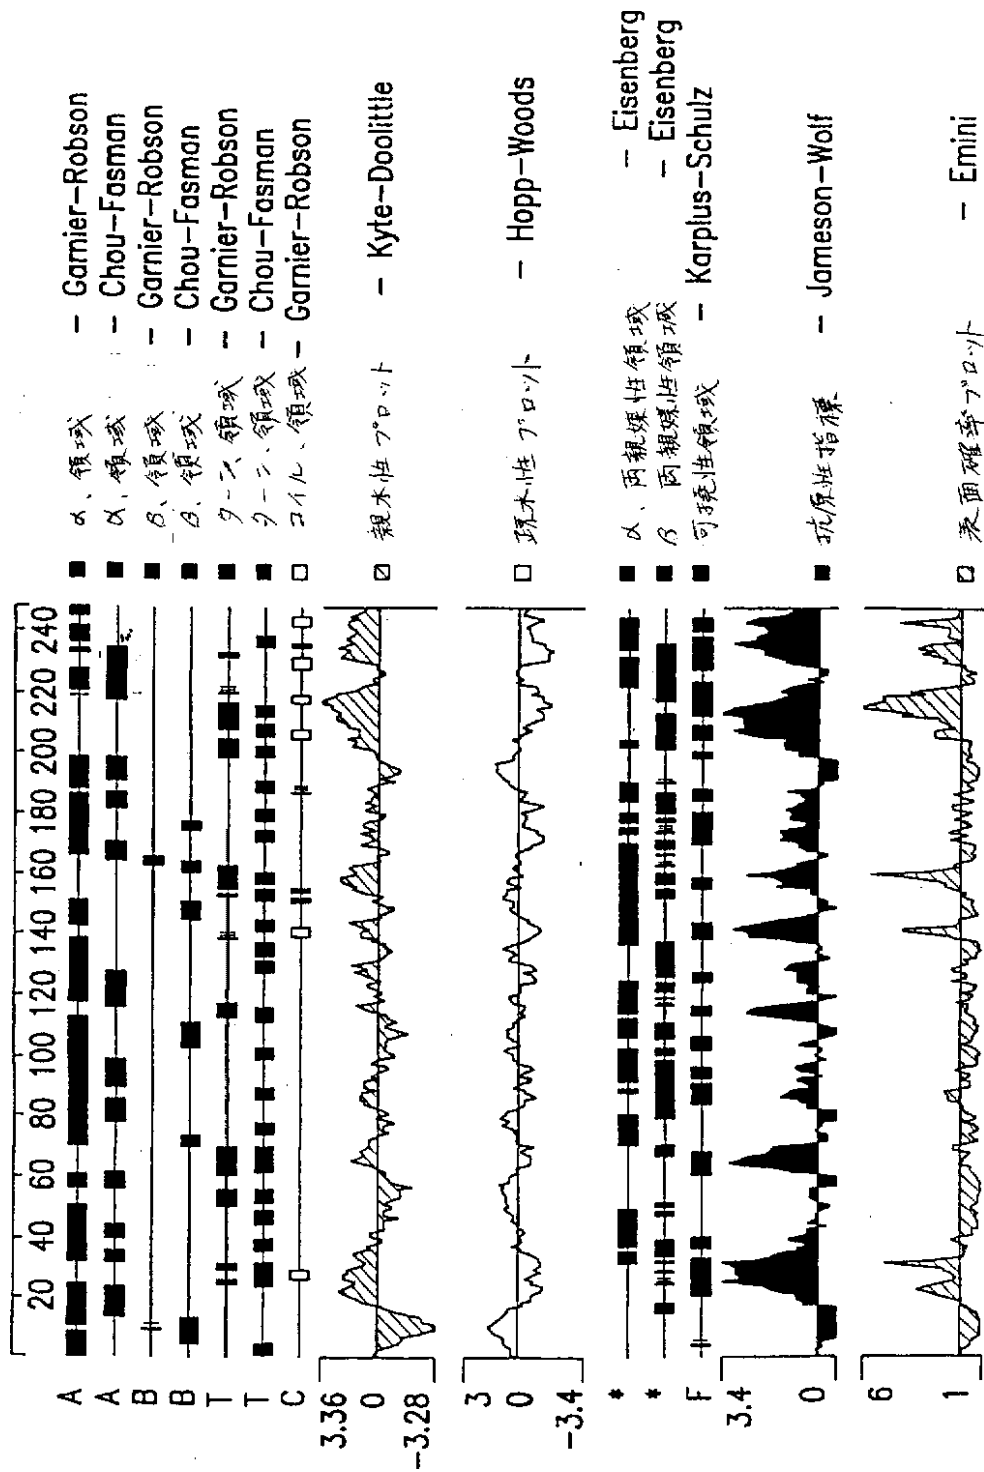 20 40 60 80 100 120 140 160 180 200 220 240
A ■ α、領域 - Garnier-Robson
A ■ α、領域 - Chou-Fasman
B ■ β、領域 - Garnier-Robson
B ■ β、領域 - Chou-Fasman
T ■ ターン、領域 - Garnier-Robson
T ■ ターン、領域 - Chou-Fasman
C □ コイル、領域 - Garnier-Robson
3.36
0
-3.28
親水性プロット - Kyte-Doolittle
3
0
-3.4
□ 疎水性プロット - Hopp-Woods
* ■ α、両親媒性領域 - Eisenberg
* ■ β 両親媒性領域 - Eisenberg
F ■ 可撓性領域 - Karplus-Schulz
3.4
0
■ 抗原性指標 - Jameson-Wolf
6
1
表面確率プロット - Emini